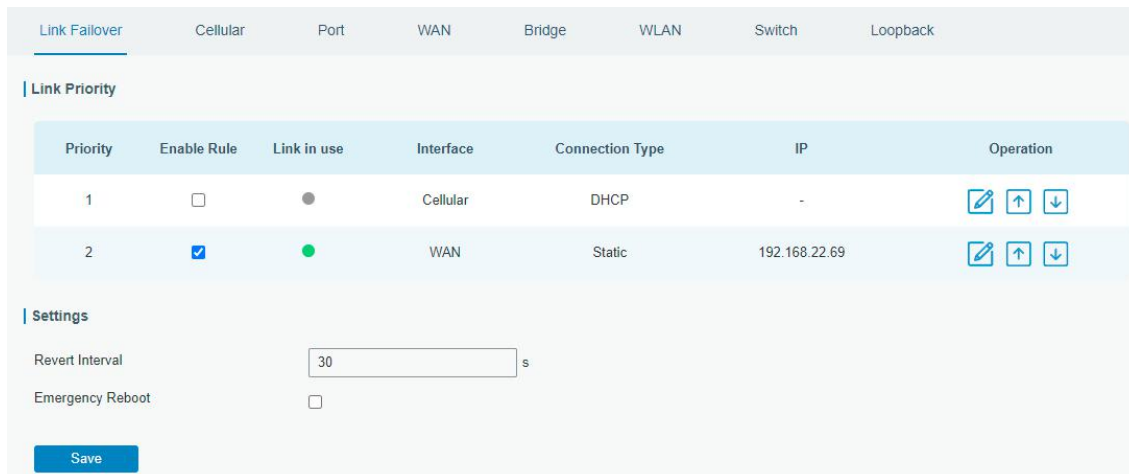 Link Failover Cellular Port WAN Bridge WLAN Switch Loopback
Link Priority
Priority Enable Rule Link in use Interface Connection Type IP Operation
1 Cellular DHCP -
2 WAN Static 192.168.22.69
Settings
Revert Interval 30 s
Emergency Reboot
Save